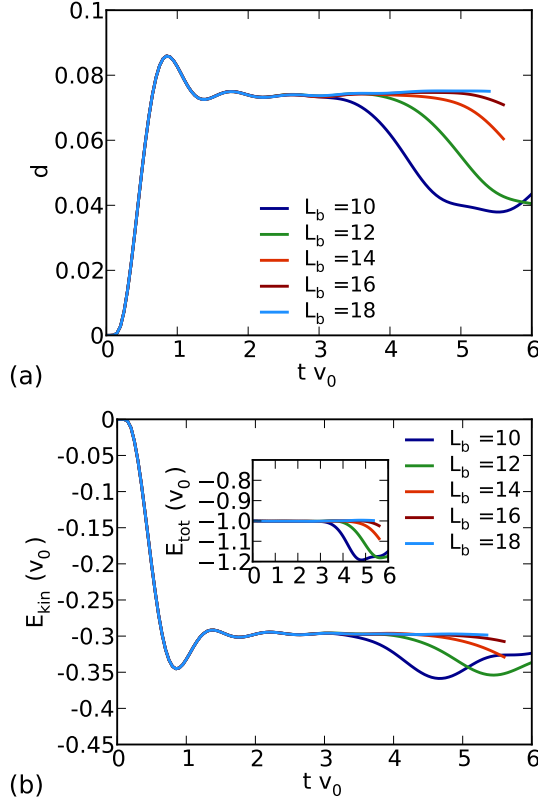 0.1
0.08
0.06
0.04
0.02
0
d
L_b =10
L_b =12
L_b =14
L_b =16
L_b =18
0 1 2 3 4 5 6
t v_0
(a)
0
-0.05
-0.1
-0.15
-0.2
-0.25
-0.3
-0.35
-0.4
-0.45
E_kin (v_0)
E_tot (v_0)
−0.8
−0.9
−1.0
−1.1
−1.2
0 1 2 3 4 5 6
L_b =10
L_b =12
L_b =14
L_b =16
L_b =18
0 1 2 3 4 5 6
t v_0
(b)